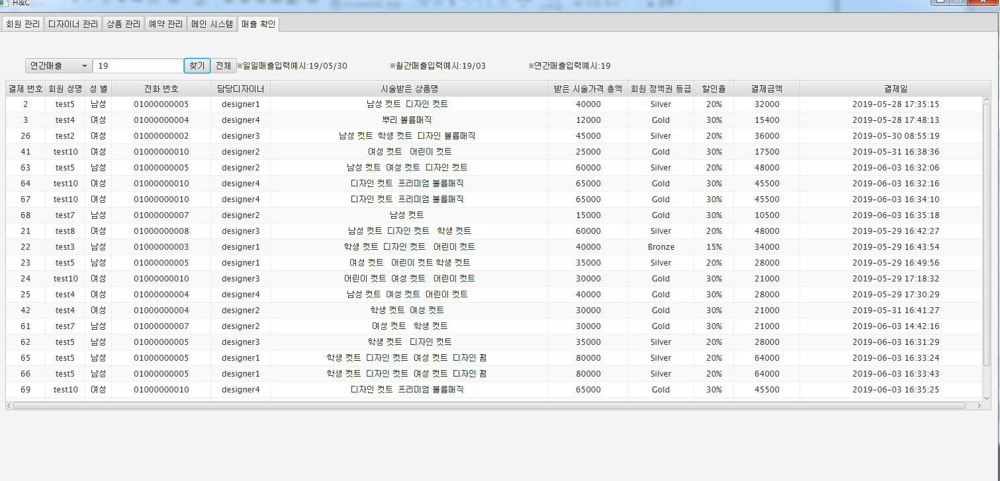 H&C
회원 관리 디자이너 관리 상품 관리 예약 관리 메인 시스템 매출 확인
연간매출 19 찾기 전체 ※일일매출입력예시:19/05/30 ※월간매출입력예시:19/03 ※연간매출입력예시:19
결제 번호 회원 성명 성 별 전화 번호 담당디자이너 시술받은 상품명 받은 시술가격 총액 회원 정액권 등급 할인율 결제금액 결제일
2 test5 남성 01000000005 designer1 남성 컷트 디자인 컷트 40000 Silver 20% 32000 2019-05-28 17:35:15
3 test4 여성 01000000004 designer4 뿌리 볼륨매직 12000 Gold 30% 15400 2019-05-28 17:48:13
26 test2 여성 01000000002 designer3 남성 컷트 학생 컷트 디자인 볼륨매직 45000 Silver 20% 36000 2019-05-30 08:55:19
41 test10 여성 01000000010 designer2 여성 컷트 어린이 컷트 25000 Gold 30% 17500 2019-05-31 16:38:36
63 test5 남성 01000000005 designer2 남성 컷트 여성 컷트 디자인 컷트 60000 Silver 20% 48000 2019-06-03 16:32:06
64 test10 여성 01000000010 designer4 디자인 컷트 프리미엄 볼륨매직 65000 Gold 30% 45500 2019-06-03 16:32:16
67 test10 여성 01000000010 designer4 디자인 컷트 프리미엄 볼륨매직 65000 Gold 30% 45500 2019-06-03 16:34:10
68 test7 남성 01000000007 designer2 남성 컷트 15000 Gold 30% 10500 2019-06-03 16:35:18
21 test8 여성 01000000008 designer3 남성 컷트 디자인 컷트 학생 컷트 60000 Silver 20% 48000 2019-05-29 16:42:27
22 test3 남성 01000000003 designer1 학생 컷트 디자인 컷트 어린이 컷트 40000 Bronze 15% 34000 2019-05-29 16:43:54
23 test5 남성 01000000005 designer1 여성 컷트 어린이 컷트 학생 컷트 35000 Silver 20% 28000 2019-05-29 16:49:56
24 test10 여성 01000000010 designer3 어린이 컷트 여성 컷트 어린이 컷트 30000 Gold 30% 21000 2019-05-29 17:18:32
25 test4 여성 01000000004 designer4 남성 컷트 여성 컷트 어린이 컷트 40000 Gold 30% 28000 2019-05-29 17:30:29
42 test4 여성 01000000004 designer2 학생 컷트 여성 컷트 30000 Gold 30% 21000 2019-05-31 16:41:27
61 test7 남성 01000000007 designer2 여성 컷트 학생 컷트 30000 Gold 30% 21000 2019-06-03 14:42:16
62 test5 남성 01000000005 designer3 학생 컷트 디자인 컷트 35000 Silver 20% 28000 2019-06-03 16:31:29
65 test5 남성 01000000005 designer1 학생 컷트 디자인 컷트 여성 컷트 디자인 펌 80000 Silver 20% 64000 2019-06-03 16:33:24
66 test5 남성 01000000005 designer1 학생 컷트 디자인 컷트 여성 컷트 디자인 펌 80000 Silver 20% 64000 2019-06-03 16:33:43
69 test10 여성 01000000010 designer4 디자인 컷트 프리미엄 볼륨매직 65000 Gold 30% 45500 2019-06-03 16:35:25